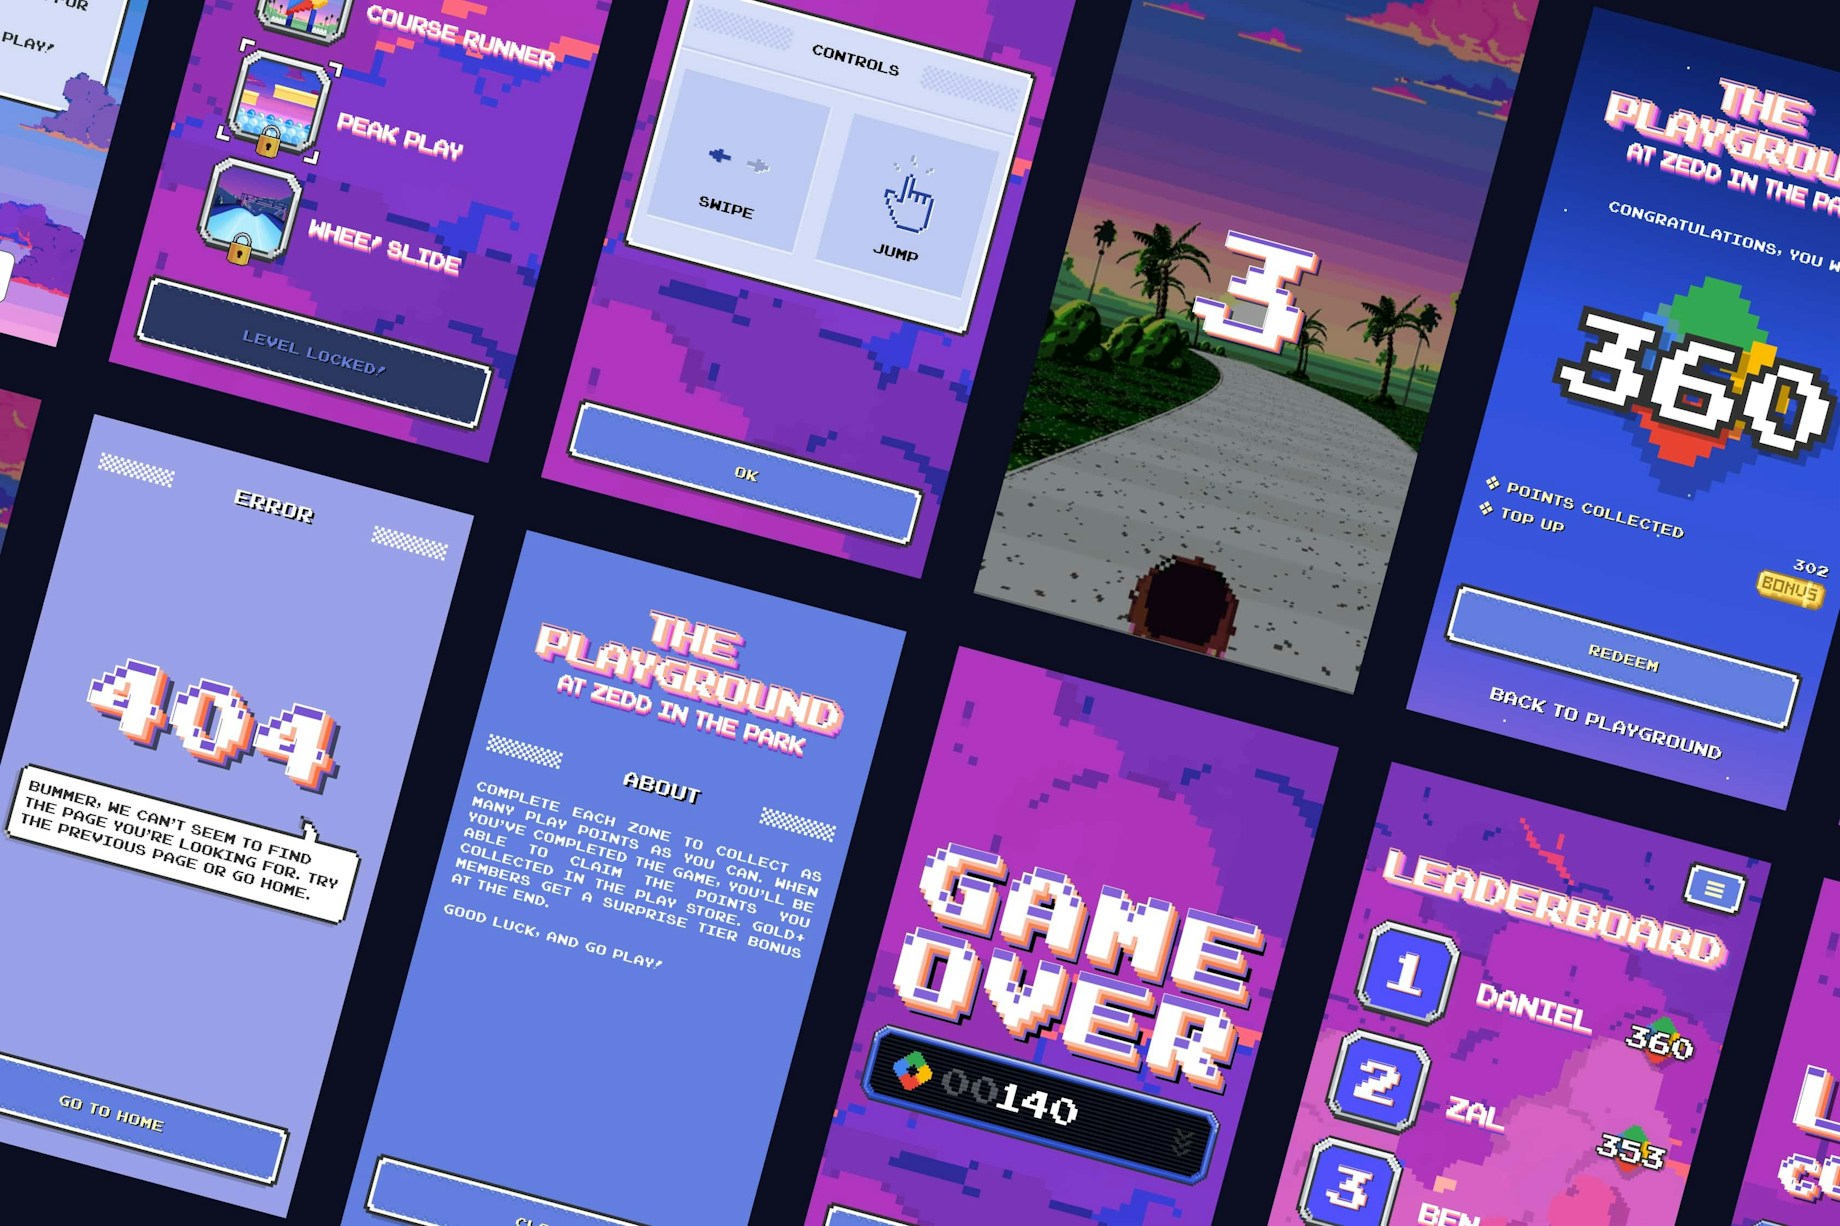 FOR
PLAY!
COURSE RUNNER
PEAK PLAY
WHEE! SLIDE
LEVEL LOCKED!
CONTROLS
SWIPE
JUMP
OK
3
THE
AT ZEDD IN THE
CONGRATULATIONS, YOU
360
POINTS COLLECTED
TOP UP
302
BONUS
REDEEM
BACK TO PLAYGROUND
ERROR
404
BUMMER, WE CAN'T SEEM TO FIND
THE PAGE YOU'RE LOOKING FOR. TRY
THE PREVIOUS PAGE OR GO HOME.
GO TO HOME
THE
PLAYGROUND
AT ZEDD IN THE PARK
ABOUT
COMPLETE EACH ZONE TO COLLECT AS
MANY PLAY POINTS AS YOU CAN. WHEN
YOU'VE COMPLETED THE GAME, YOU'LL BE
ABLE TO CLAIM THE POINTS YOU
COLLECTED IN THE PLAY STORE. GOLD+
MEMBERS GET A SURPRISE TIER BONUS
AT THE END.
GOOD LUCK, AND GO PLAY!
GAME
OVER
00140
LEADERBOARD
1 DANIEL 360
2 ZAL 353
3 BEN